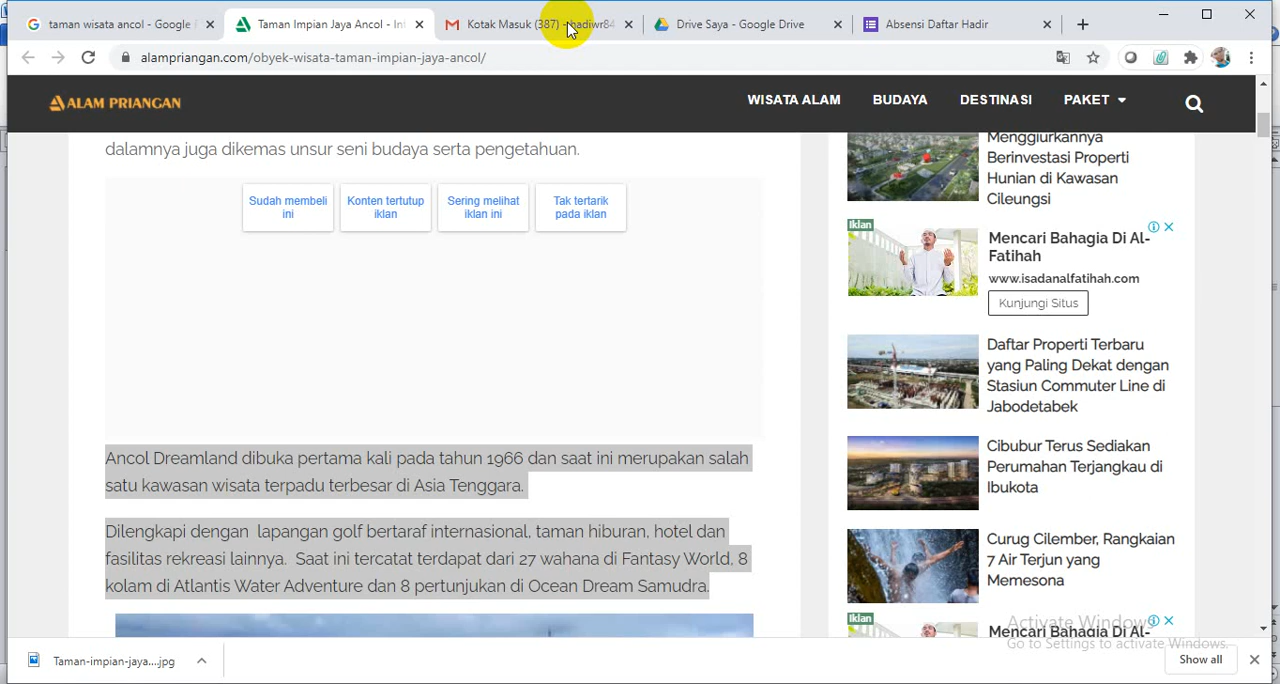 taman wisata ancol - Google
Taman Impian Jaya Ancol - In
Kotak Masuk (387) - hadiwr84
Drive Saya - Google Drive
Absensi Daftar Hadir
alampriangan.com/obyek-wisata-taman-impian-jaya-ancol/
ALAM PRIANGAN
WISATA ALAM BUDAYA DESTINASI PAKET
dalamnya juga dikemas unsur seni budaya serta pengetahuan.
Sudah membeli ini
Konten tertutup iklan
Sering melihat iklan ini
Tak tertarik pada iklan
Ancol Dreamland dibuka pertama kali pada tahun 1966 dan saat ini merupakan salah
satu kawasan wisata terpadu terbesar di Asia Tenggara.
Dilengkapi dengan lapangan golf bertaraf internasional, taman hiburan, hotel dan
fasilitas rekreasi lainnya. Saat ini tercatat terdapat dari 27 wahana di Fantasy World, 8
kolam di Atlantis Water Adventure dan 8 pertunjukan di Ocean Dream Samudra.
Menggiurkannya
Berinvestasi Properti
Hunian di Kawasan
Cileungsi
Iklan
Mencari Bahagia Di Al-
Fatihah
www.isadanalfatihah.com
Kunjungi Situs
Daftar Properti Terbaru
yang Paling Dekat dengan
Stasiun Commuter Line di
Jabodetabek
Cibubur Terus Sediakan
Perumahan Terjangkau di
Ibukota
Curug Cilember, Rangkaian
7 Air Terjun yang
Memesona
Iklan
Mencari Bahagia Di Al-
Activate Windows
Go to Settings to activate Windows.
Taman-impian-jaya....jpg
Show all